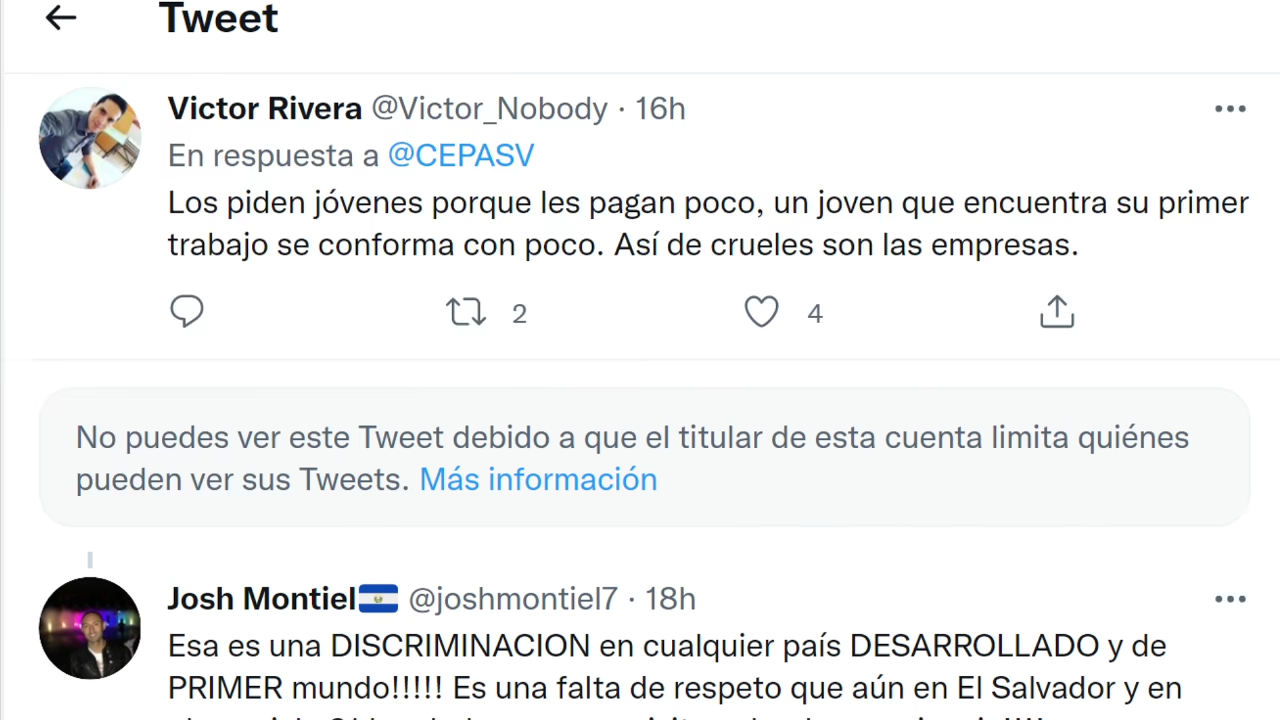 Tweet
Victor Rivera @Victor_Nobody · 16h
En respuesta a @CEPASV
Los piden jóvenes porque les pagan poco, un joven que encuentra su primer
trabajo se conforma con poco. Así de crueles son las empresas.
2 4
No puedes ver este Tweet debido a que el titular de esta cuenta limita quiénes
pueden ver sus Tweets. Más información
Josh Montiel @joshmontiel7 · 18h
Esa es una DISCRIMINACION en cualquier país DESARROLLADO y de
PRIMER mundo!!!!! Es una falta de respeto que aún en El Salvador y en